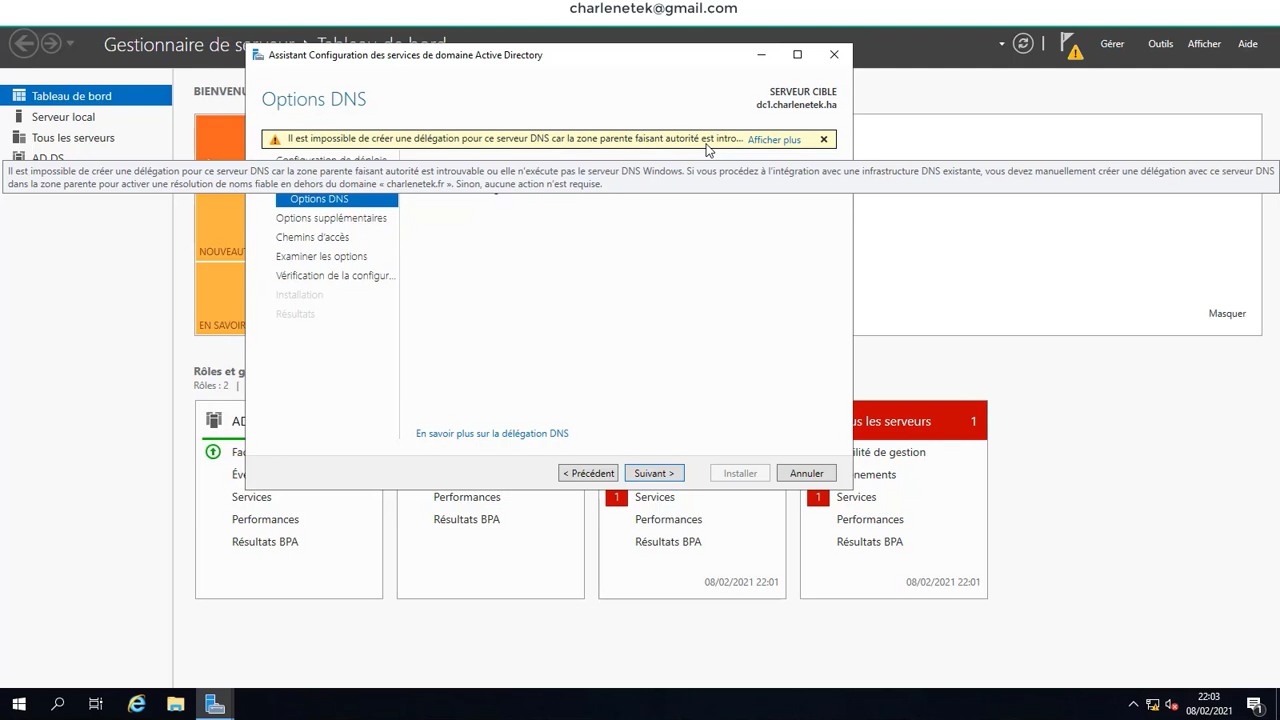 charlenetek@gmail.com
Gestionnaire de
Gérer
Outils
Afficher
Aide
Assistant Configuration des services de domaine Active Directory
Options DNS
SERVEUR CIBLE
dc1.charlenetek.ha
Il est impossible de créer une délégation pour ce serveur DNS car la zone parente faisant autorité est intro...
Afficher plus
Il est impossible de créer une délégation pour ce serveur DNS car la zone parente faisant autorité est introuvable ou elle n'exécute pas le serveur DNS Windows. Si vous procédez à l'intégration avec une infrastructure DNS existante, vous devez manuellement créer une délégation avec ce serveur DNS
dans la zone parente pour activer une résolution de noms fiable en dehors du domaine « charlenetek.fr ». Sinon, aucune action n'est requise.
Tableau de bord
Serveur local
Tous les serveurs
AD DS
BIENVENU
NOUVEAUT
EN SAVOIR
Options DNS
Options supplémentaires
Chemins d'accès
Examiner les options
Vérification de la configur...
Installation
Résultats
En savoir plus sur la délégation DNS
< Précédent
Suivant >
Installer
Annuler
Masquer
Rôles et g
Rôles : 2 |
AD
Fac
Éve
Services
Performances
Résultats BPA
Performances
Résultats BPA
Services
1
Performances
Résultats BPA
08/02/2021 22:01
us les serveurs
1
ilité de gestion
nements
1
Services
Performances
Résultats BPA
08/02/2021 22:01
22:03
08/02/2021
1